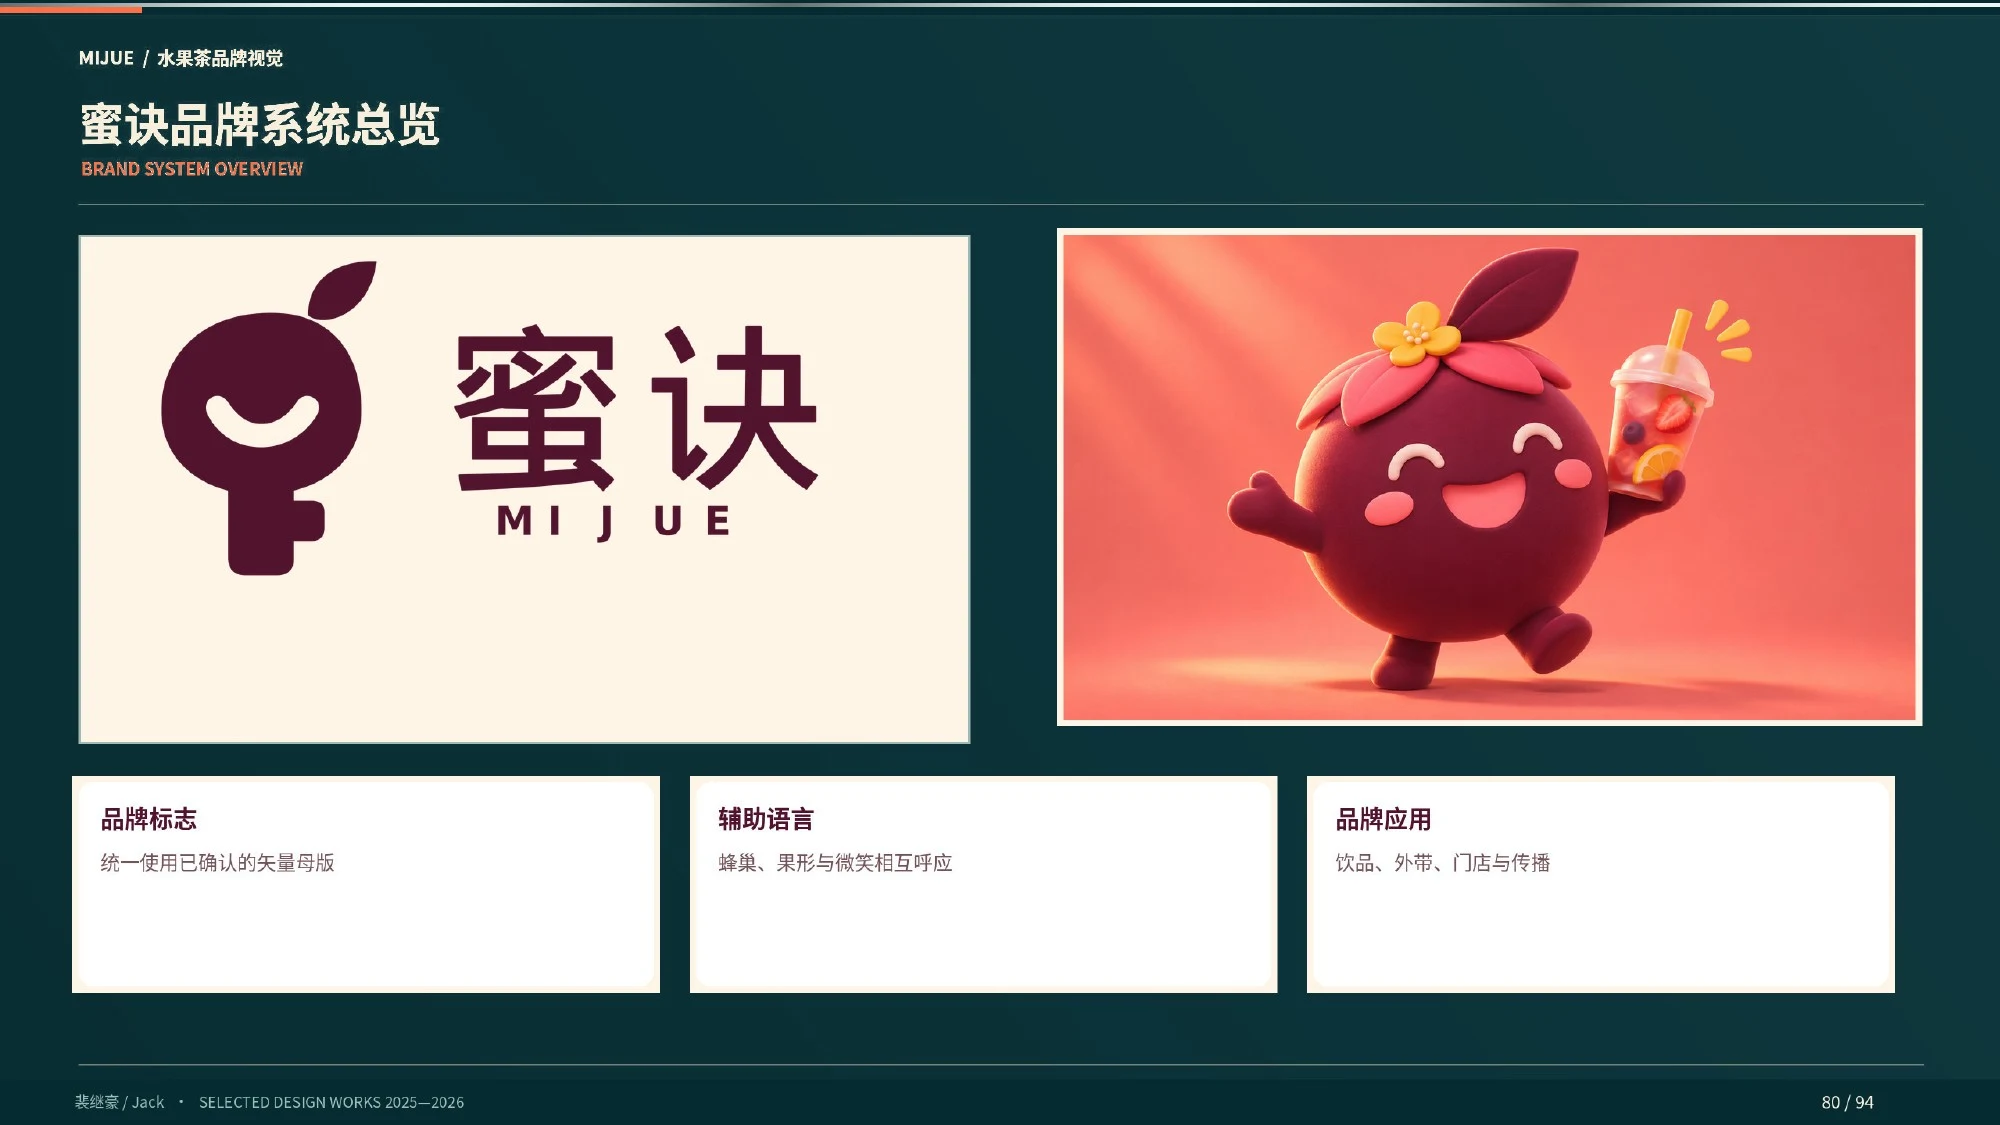 MIJUE / 水果茶品牌视觉
蜜诀品牌系统总览
BRAND SYSTEM OVERVIEW
蜜诀
MIJUE
品牌标志
统一使用已确认的矢量母版
辅助语言
蜂巢、果形与微笑相互呼应
品牌应用
饮品、外带、门店与传播
裴继豪 / Jack · SELECTED DESIGN WORKS 2025—2026
80 / 94